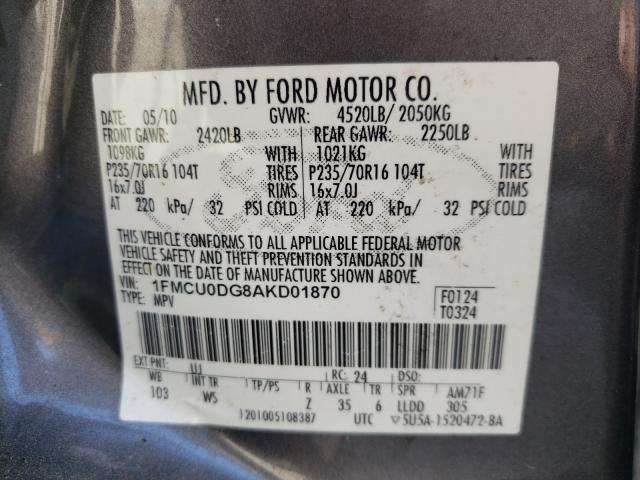 MFD. BY FORD MOTOR CO.
DATE: 05/10 GVWR: 4520LB/ 2050KG
FRONT GAWR: 2420LB REAR GAWR: 2250LB
1098KG WITH 1021KG WITH
P235/70R16 104T TIRES P235/70R16 104T TIRES
16x7.0J RIMS 16x7.0J RIMS
AT 220 kPa/ 32 PSI COLD AT 220 kPa/ 32 PSI COLD
THIS VEHICLE CONFORMS TO ALL APPLICABLE FEDERAL MOTOR
VEHICLE SAFETY AND THEFT PREVENTION STANDARDS IN
EFFECT ON THE DATE OF MANUFACTURE SHOWN ABOVE.
VIN: 1FMCU0DG8AKD01870 F0124
TYPE: MPV T0324
EXT PNT: UJ RC: 24 DSO:
WB INT TR TP/PS R AXLE TR SPR AM71F
103 WS Z 35 6 LLDD 305
1201005108387 UTC ▽5U5A-1520472-BA